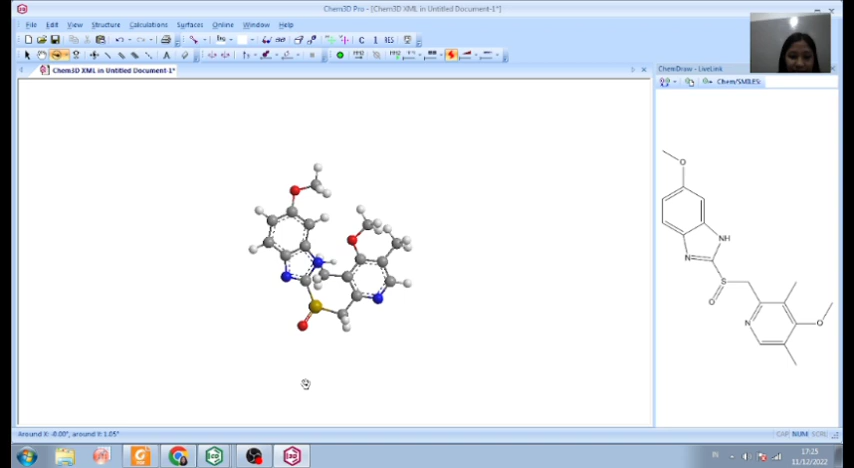 Chem3D Pro - [Chem3D XML in Untitled Document-1*]
File Edit View Structure Calculations Surfaces Online Window Help
Chem3D XML in Untitled Document-1*
ChemDraw - LiveLink
Chem/SMILES:
O
NH
N
S
O
N
O
Around X: -0.00°, around Y: 1.05°
CAP NUM SCRL
IN
17:25
11/12/2022